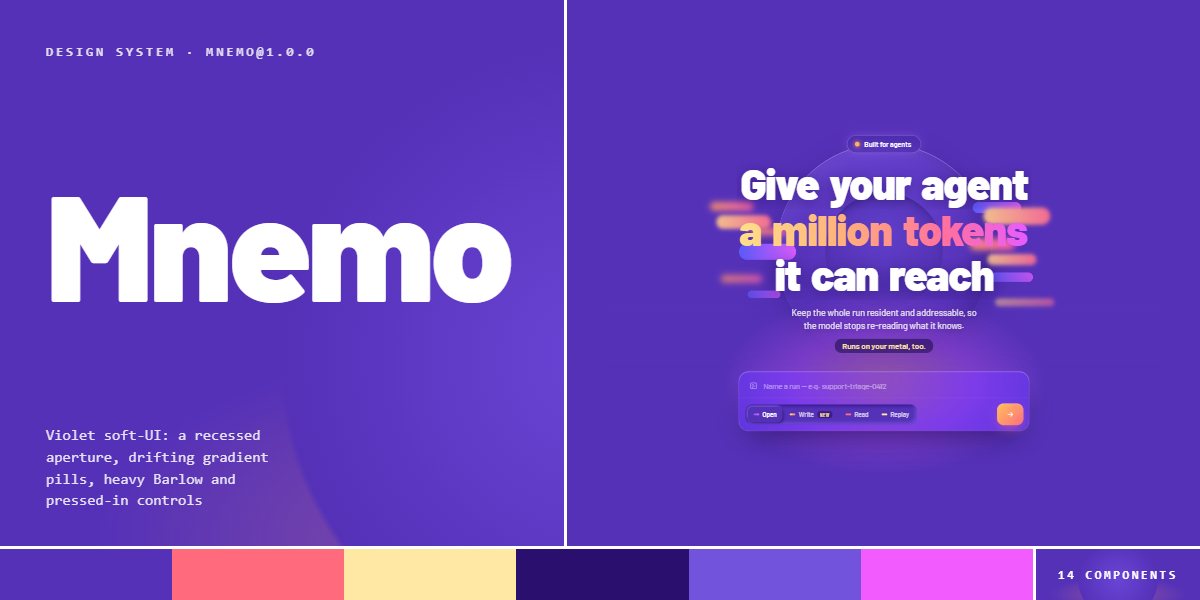 DESIGN SYSTEM · MNEMO@1.0.0
Mnemo
Violet soft-UI: a recessed
aperture, drifting gradient
pills, heavy Barlow and
pressed-in controls
Built for agents
Give your agent
a million tokens
it can reach
Keep the whole run resident and addressable, so
the model stops re-reading what it knows.
Runs on your metal, too.
Name a run — e.g. support-triage-0412
Open Write NEW Read Replay
14 COMPONENTS